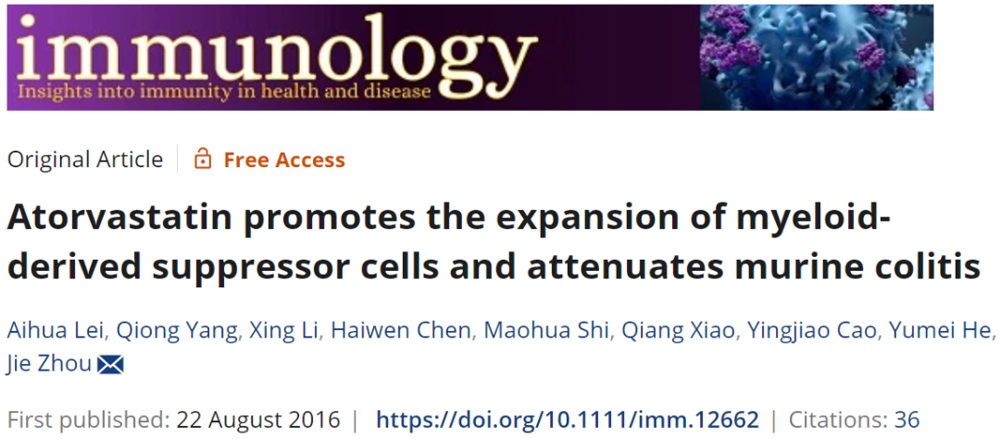 immunology
Insights into immunity in health and disease
Original Article
Free Access
Atorvastatin promotes the expansion of myeloid-
derived suppressor cells and attenuates murine colitis
Aihua Lei, Qiong Yang, Xing Li, Haiwen Chen, Maohua Shi, Qiang Xiao, Yingjiao Cao, Yumei He,
Jie Zhou
First published: 22 August 2016 | https://doi.org/10.1111/imm.12662 | Citations: 36